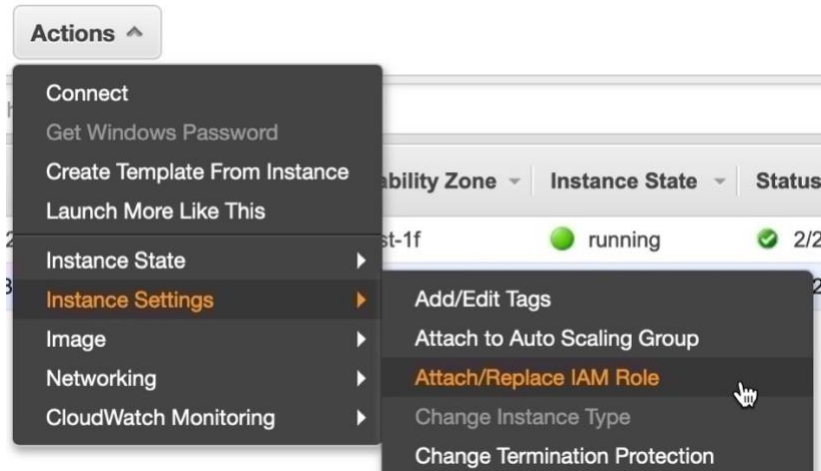 Actions
Connect
Get Windows Password
Create Template From Instance
Launch More Like This
ability Zone Instance State Status
st-1f running 2/2
Instance State
Instance Settings
Add/Edit Tags
Image
Attach to Auto Scaling Group
Networking
Attach/Replace IAM Role
CloudWatch Monitoring
Change Instance Type
Change Termination Protection